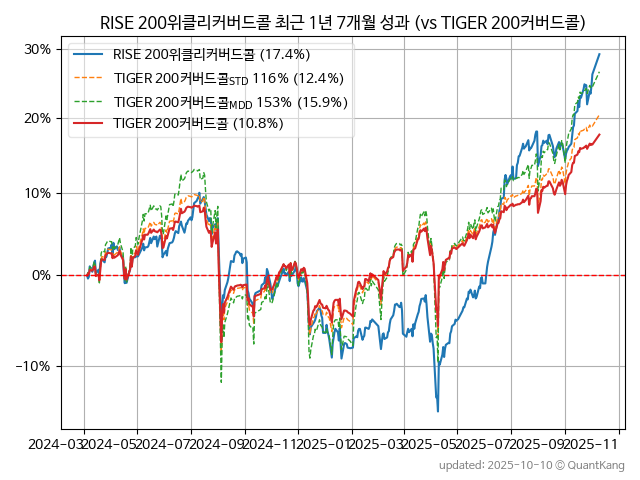 RISE 200위클리커버드콜 최근 1년 7개월 성과 (vs TIGER 200커버드콜)
RISE 200위클리커버드콜 (17.4%)
TIGER 200커버드콜STD 116% (12.4%)
TIGER 200커버드콜MDD 153% (15.9%)
TIGER 200커버드콜 (10.8%)
30%
20%
10%
0%
−10%
2024-03 2024-05 2024-07 2024-09 2024-11 2025-01 2025-03 2025-05 2025-07 2025-09 2025-11
updated: 2025-10-10 © QuantKang